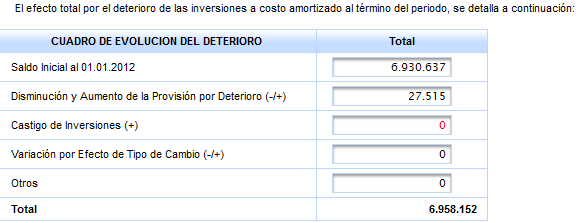 El efecto total por el deterioro de las inversiones a costo amortizado al término del periodo, se detalla a continuación:
CUADRO DE EVOLUCION DEL DETERIORO Total
Saldo Inicial al 01.01.2012 6.930.637
Disminución y Aumento de la Provisión por Deterioro (-/+) 27.515
Castigo de Inversiones (+) 0
Variación por Efecto de Tipo de Cambio (-/+) 0
Otros 0
Total 6.958.152